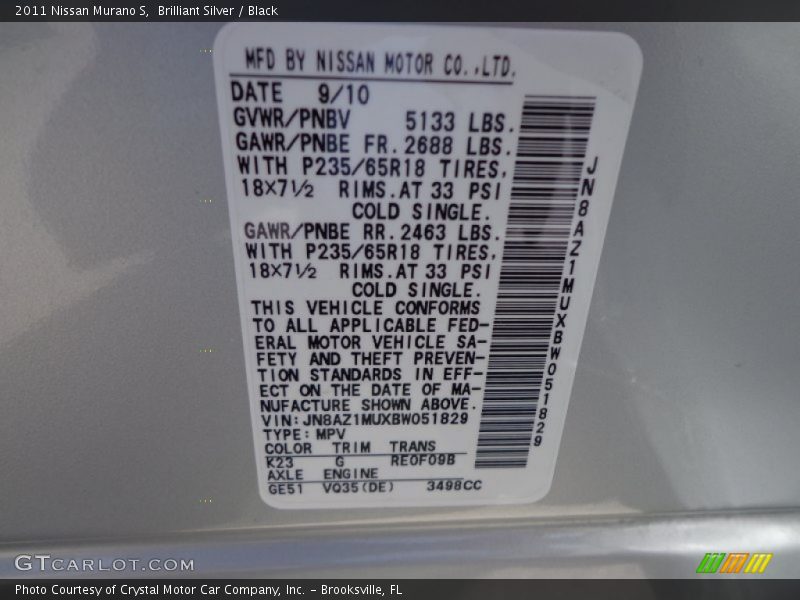 2011 Nissan Murano S,  Brilliant Silver / Black
MFD BY NISSAN MOTOR CO.,LTD.
DATE 9/10
GVWR/PNBV 5133 LBS.
GAWR/PNBE FR. 2688 LBS.
WITH P235/65R18 TIRES,
18X7½ RIMS. AT 33 PSI
COLD SINGLE.
GAWR/PNBE RR. 2463 LBS.
WITH P235/65R18 TIRES,
18X7½ RIMS. AT 33 PSI
COLD SINGLE.
THIS VEHICLE CONFORMS
TO ALL APPLICABLE FED-
ERAL MOTOR VEHICLE SA-
FETY AND THEFT PREVEN-
TION STANDARDS IN EFF-
ECT ON THE DATE OF MA-
NUFACTURE SHOWN ABOVE.
VIN:JN8AZ1MUXBW051829
TYPE:MPV
COLOR TRIM TRANS
K23 G RE0F09B
AXLE ENGINE
GE51 VQ35(DE) 3498CC
JN8AZ1MUXBW051829
GTCARLOT.COM
Photo Courtesy of Crystal Motor Car Company, Inc. – Brooksville, FL